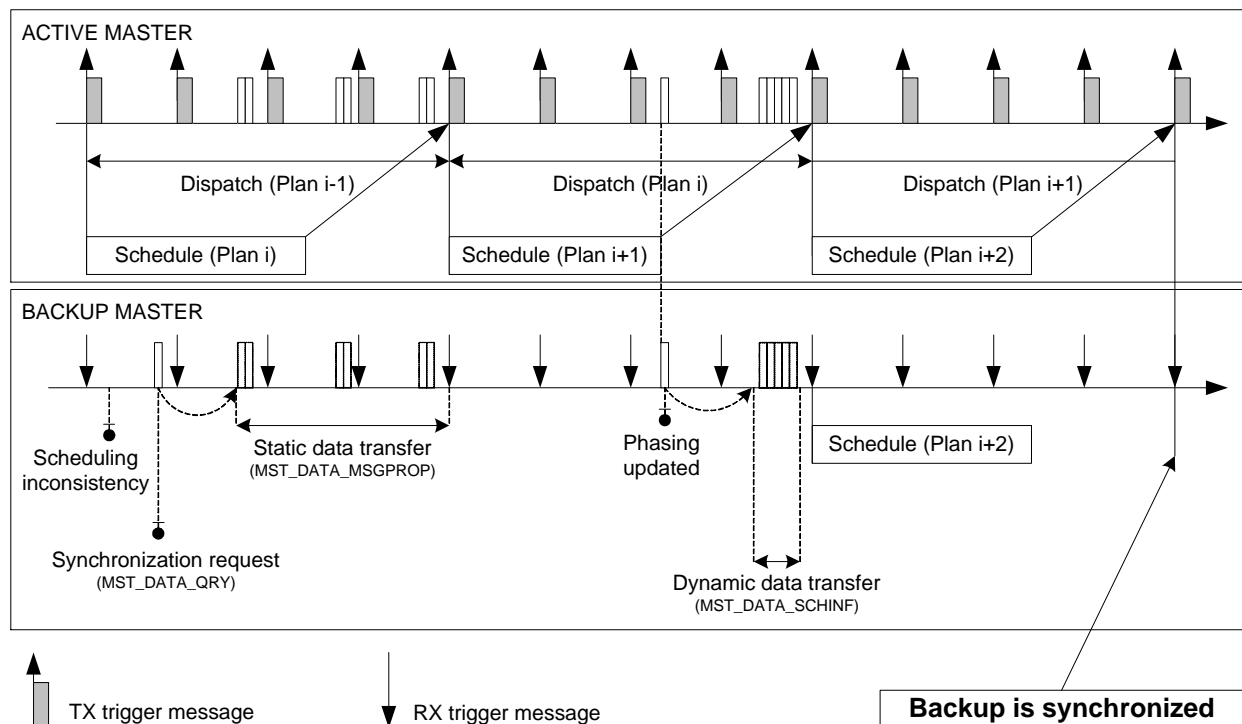 ACTIVE MASTER
Dispatch (Plan i-1)
Dispatch (Plan i)
Dispatch (Plan i+1)
Schedule (Plan i)
Schedule (Plan i+1)
Schedule (Plan i+2)
BACKUP MASTER
Scheduling
inconsistency
Static data transfer
(MST_DATA_MSGPROP)
Phasing
updated
Schedule (Plan i+2)
Synchronization request
(MST_DATA_QRY)
Dynamic data transfer
(MST_DATA_SCHINF)
TX trigger message
RX trigger message
Backup is synchronized